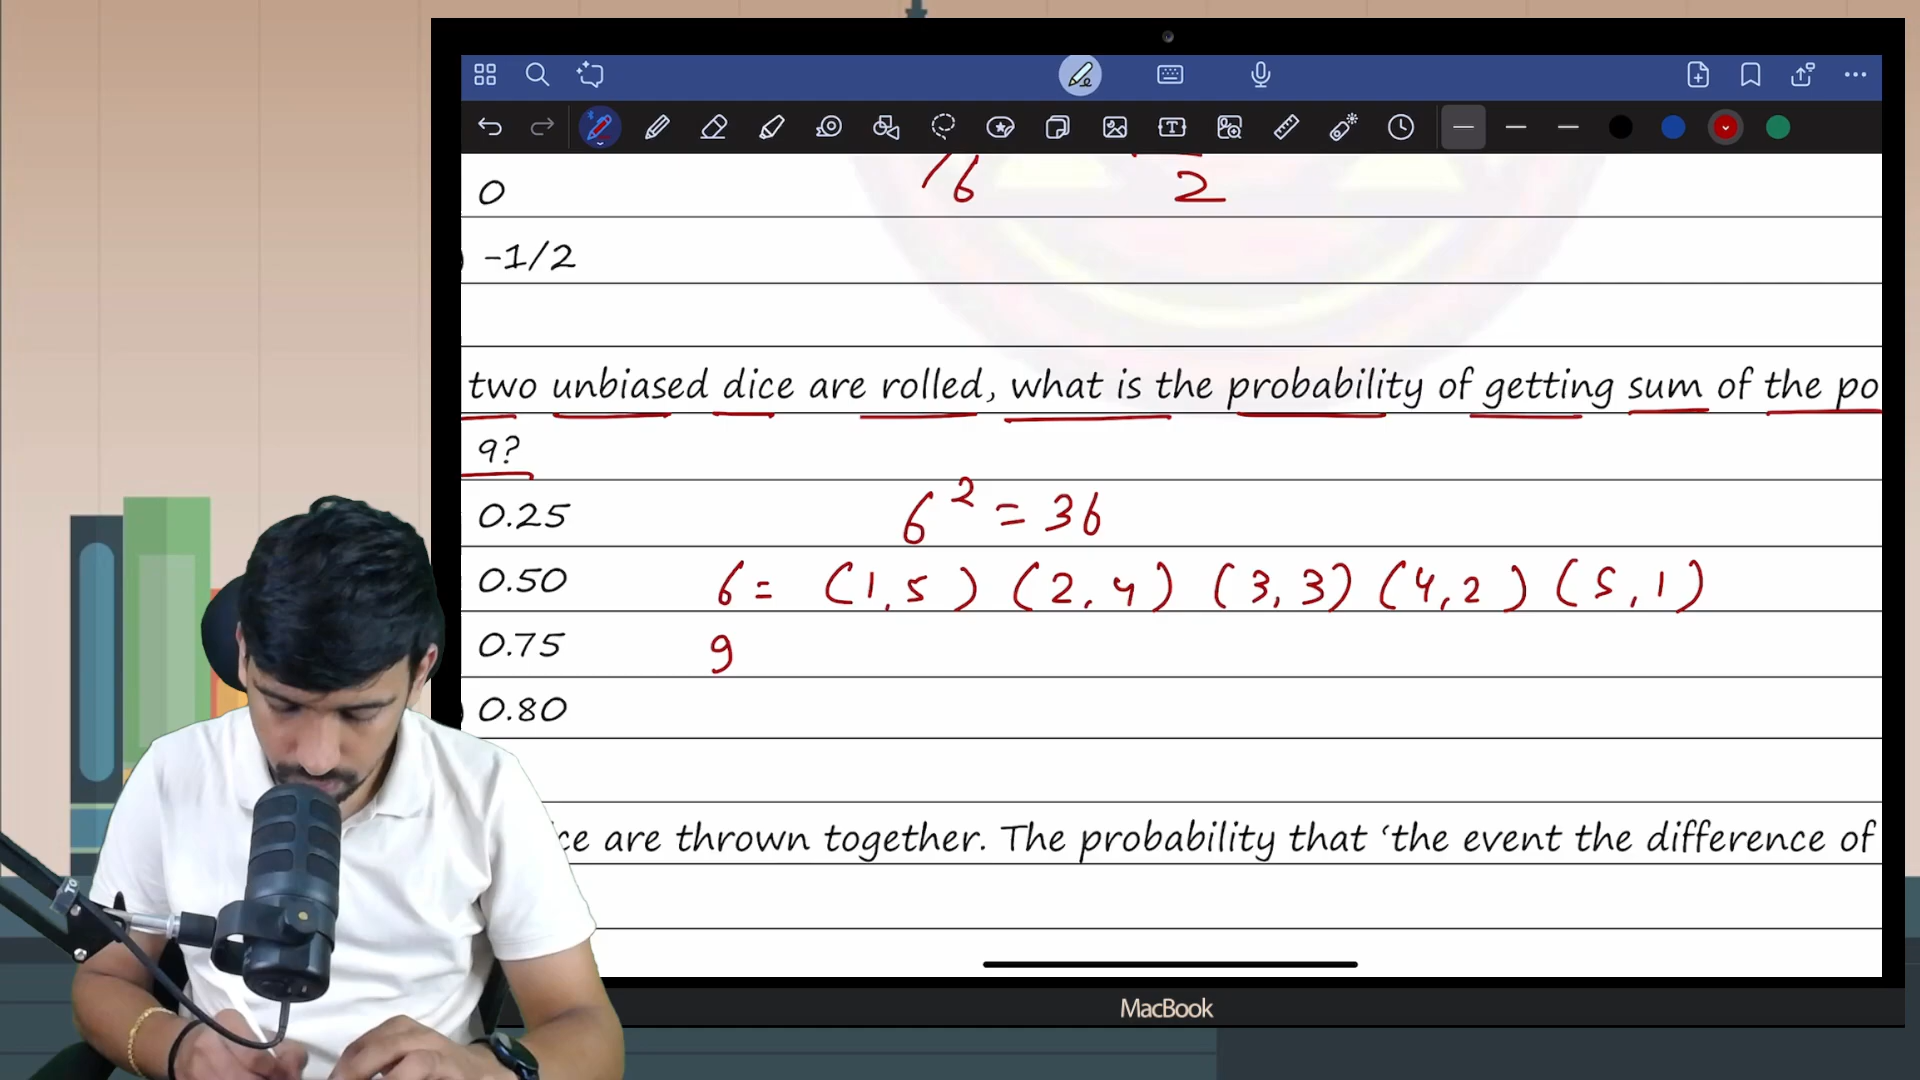 6 2
0
-1/2
two unbiased dice are rolled, what is the probability of getting sum of the po
9?
0.25 6² = 36
0.50 6 = (1,5) (2,4) (3,3) (4,2) (5,1)
0.75 9
0.80
ce are thrown together. The probability that ‘the event the difference of
MacBook